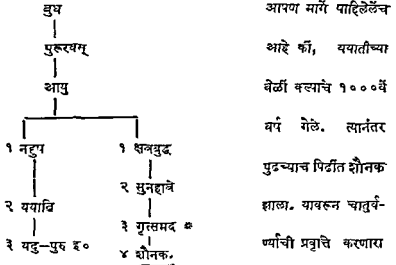 बुध
पुरूरवम्
आयु
१ नहुष
१ क्षत्रवृद्ध
२ सुनहोत्र
२ ययाति
३ गृत्समद *
३ यदु-पुरु इ०
४ शौनक.
आपण मार्गे पाहिलेलेंच
आहे कीं, ययातीच्या
वेळीं कल्पाचे १०००वें
वर्ष गेले. त्यानंतर
पुढच्याच पिढींत शौनक
झाला. यावरून चातुर्व-
र्ण्याची प्रवृत्ति करणारा